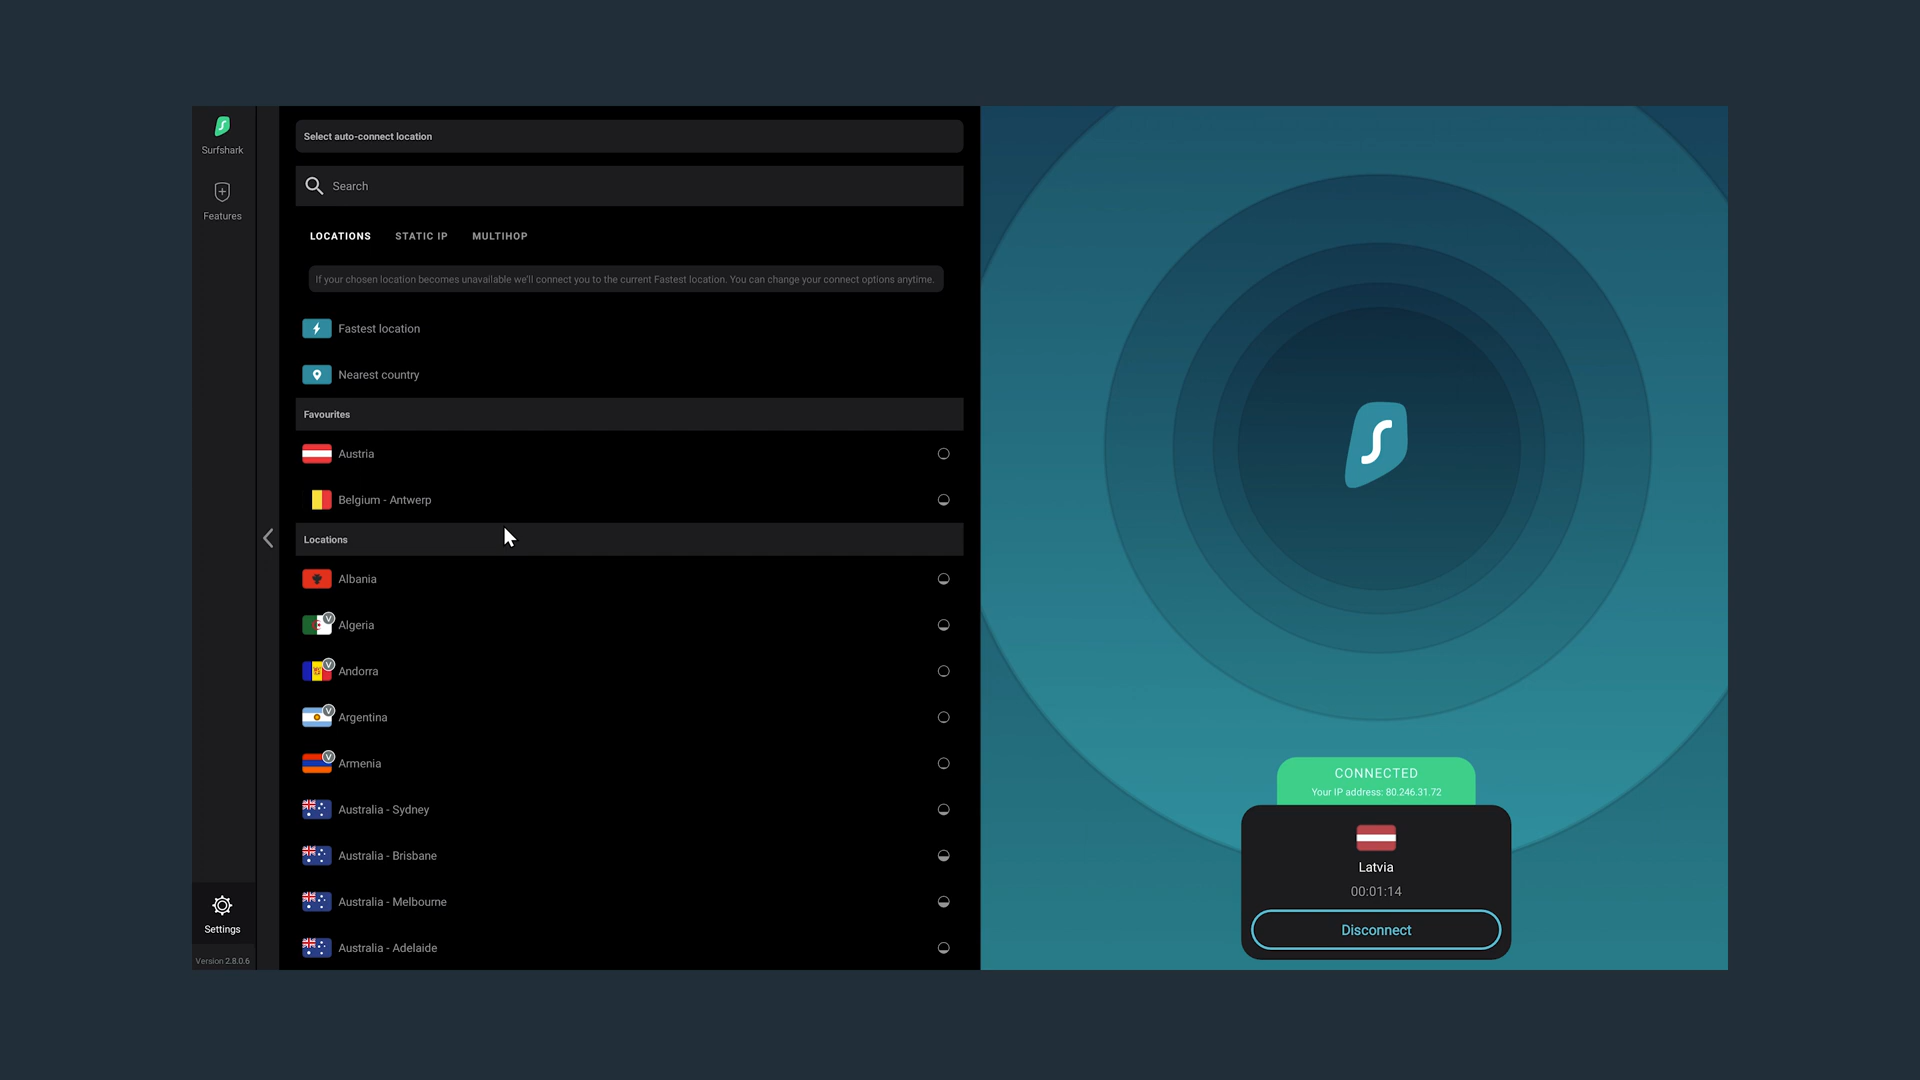 Surfshark
Features
Settings
Version 2.8.0.6
Select auto-connect location
Search
LOCATIONS STATIC IP MULTIHOP
If your chosen location becomes unavailable we'll connect you to the current Fastest location. You can change your connect options anytime.
Fastest location
Nearest country
Favourites
Austria
Belgium - Antwerp
Locations
Albania
V Algeria
V Andorra
V Argentina
V Armenia
Australia - Sydney
Australia - Brisbane
Australia - Melbourne
Australia - Adelaide
CONNECTED
Your IP address: 80.246.31.72
Latvia
00:01:14
Disconnect